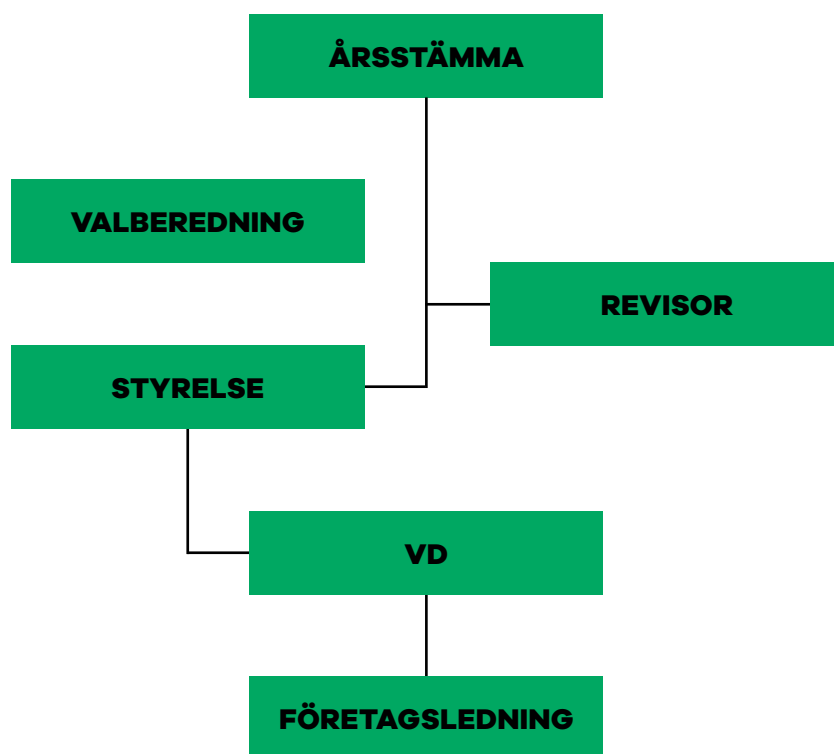 ÅRSSTÄMMA
VALBEREDNING
REVISOR
STYRELSE
VD
FÖRETAGSLEDNING